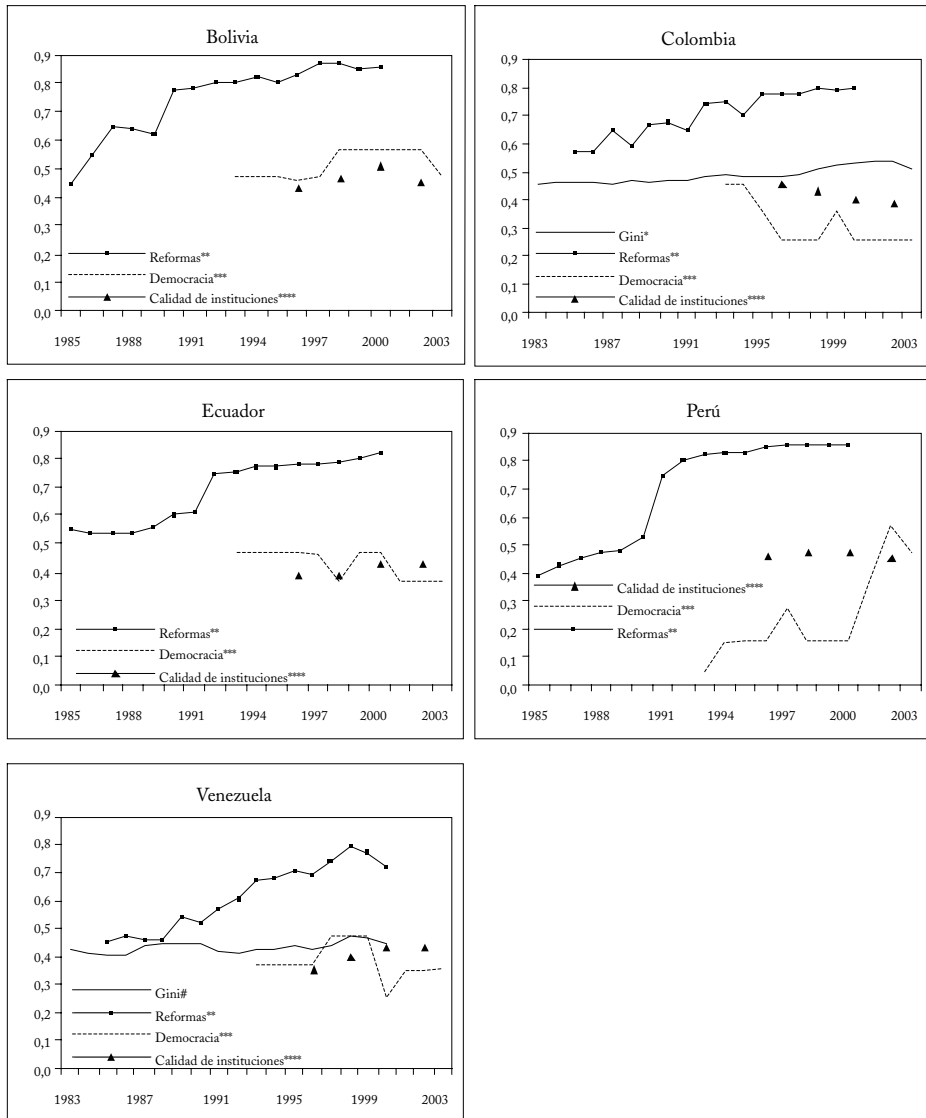 Bolivia
0,9
0,8
0,7
0,6
0,5
0,4
0,3
0,2
0,1
0,0
Reformas**
Democracia***
Calidad de instituciones****
1985 1988 1991 1994 1997 2000 2003
Colombia
0,9
0,8
0,7
0,6
0,5
0,4
0,3
0,2
0,1
0,0
Gini*
Reformas**
Democracia***
Calidad de instituciones****
1983 1987 1991 1995 1999 2003
Ecuador
0,9
0,8
0,7
0,6
0,5
0,4
0,3
0,2
0,1
0,0
Reformas**
Democracia***
Calidad de instituciones****
1985 1988 1991 1994 1997 2000 2003
Perú
0,9
0,8
0,7
0,6
0,5
0,4
0,3
0,2
0,1
0,0
Calidad de instituciones****
Democracia***
Reformas**
1985 1988 1991 1994 1997 2000 2003
Venezuela
0,9
0,8
0,7
0,6
0,5
0,4
0,3
0,2
0,1
0,0
Gini#
Reformas**
Democracia***
Calidad de instituciones****
1983 1987 1991 1995 1999 2003